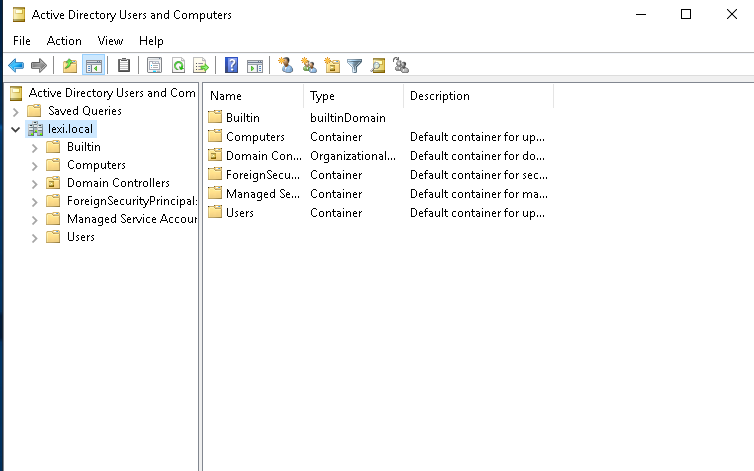 Active Directory Users and Computers
File Action View Help
Active Directory Users and Com
Saved Queries
lexi.local
Builtin
Computers
Domain Controllers
ForeignSecurityPrincipal:
Managed Service Accour
Users
Name Type Description
Builtin builtinDomain
Computers Container Default container for up...
Domain Con... Organizational... Default container for do...
ForeignSecu... Container Default container for sec...
Managed Se... Container Default container for ma...
Users Container Default container for up...